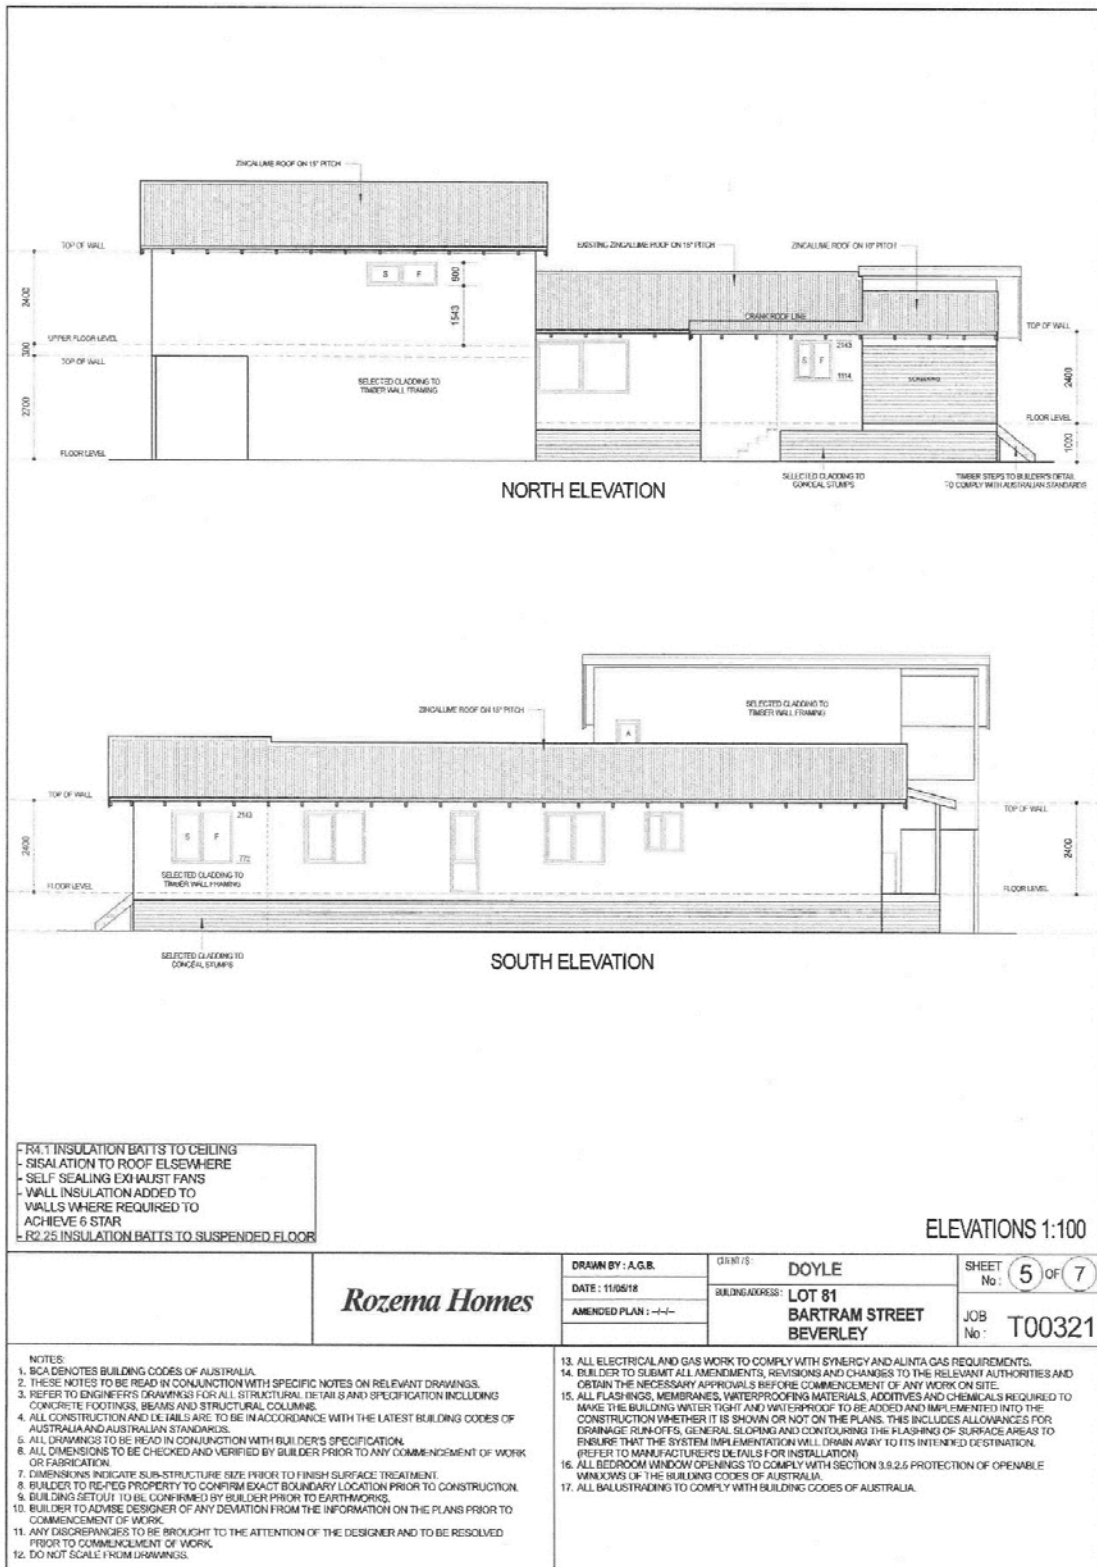 ZINCALUME ROOF ON 15° PITCH
TOP OF WALL
EXISTING ZINCALUME ROOF ON 15° PITCH
ZINCALUME ROOF ON 10° PITCH
S F
600
1543
2400
CRANK ROOF LINE
TOP OF WALL
UPPER FLOOR LEVEL
300
TOP OF WALL
2143
S F
SELECTED CLADDING TO
TIMBER WALL FRAMING
SCREENING
2400
2700
FLOOR LEVEL
1000
FLOOR LEVEL
SELECTED CLADDING TO
CONCEAL STUMPS
TIMBER STEPS TO BUILDER'S DETAIL
TO COMPLY WITH AUSTRALIAN STANDARDS
NORTH ELEVATION
SELECTED CLADDING TO
TIMBER WALL FRAMING
ZINCALUME ROOF ON 15° PITCH
A
TOP OF WALL
TOP OF WALL
2143
S F
2400
772
2400
SELECTED CLADDING TO
TIMBER WALL FRAMING
FLOOR LEVEL
FLOOR LEVEL
SELECTED CLADDING TO
CONCEAL STUMPS
SOUTH ELEVATION
- R4.1 INSULATION BATTS TO CEILING
- SISALATION TO ROOF ELSEWHERE
- SELF SEALING EXHAUST FANS
- WALL INSULATION ADDED TO
WALLS WHERE REQUIRED TO
ACHIEVE 6 STAR
- R2.25 INSULATION BATTS TO SUSPENDED FLOOR
ELEVATIONS 1:100
Rozema Homes
DRAWN BY : A.G.B.
DATE : 11/05/18
AMENDED PLAN : --/--/--
CLIENT/S : DOYLE
BUILDING ADDRESS : LOT 81
BARTRAM STREET
BEVERLEY
SHEET No : 5 OF 7
JOB No : T00321
NOTES:
1. BCA DENOTES BUILDING CODES OF AUSTRALIA.
2. THESE NOTES TO BE READ IN CONJUNCTION WITH SPECIFIC NOTES ON RELEVANT DRAWINGS.
3. REFER TO ENGINEER'S DRAWINGS FOR ALL STRUCTURAL DETAILS AND SPECIFICATION INCLUDING
CONCRETE FOOTINGS, BEAMS AND STRUCTURAL COLUMNS.
4. ALL CONSTRUCTION AND DETAILS ARE TO BE IN ACCORDANCE WITH THE LATEST BUILDING CODES OF
AUSTRALIA AND AUSTRALIAN STANDARDS.
5. ALL DRAWINGS TO BE READ IN CONJUNCTION WITH BUILDER'S SPECIFICATION.
6. ALL DIMENSIONS TO BE CHECKED AND VERIFIED BY BUILDER PRIOR TO ANY COMMENCEMENT OF WORK
OR FABRICATION.
7. DIMENSIONS INDICATE SUB-STRUCTURE SIZE PRIOR TO FINISH SURFACE TREATMENT.
8. BUILDER TO RE-PEG PROPERTY TO CONFIRM EXACT BOUNDARY LOCATION PRIOR TO CONSTRUCTION.
9. BUILDING SETOUT TO BE CONFIRMED BY BUILDER PRIOR TO EARTHWORKS.
10. BUILDER TO ADVISE DESIGNER OF ANY DEVIATION FROM THE INFORMATION ON THE PLANS PRIOR TO
COMMENCEMENT OF WORK.
11. ANY DISCREPANCIES TO BE BROUGHT TO THE ATTENTION OF THE DESIGNER AND TO BE RESOLVED
PRIOR TO COMMENCEMENT OF WORK.
12. DO NOT SCALE FROM DRAWINGS.
13. ALL ELECTRICAL AND GAS WORK TO COMPLY WITH SYNERGY AND ALINTA GAS REQUIREMENTS.
14. BUILDER TO SUBMIT ALL AMENDMENTS, REVISIONS AND CHANGES TO THE RELEVANT AUTHORITIES AND
OBTAIN THE NECESSARY APPROVALS BEFORE COMMENCEMENT OF ANY WORK ON SITE.
15. ALL FLASHINGS, MEMBRANES, WATERPROOFING MATERIALS, ADDITIVES AND CHEMICALS REQUIRED TO
MAKE THE BUILDING WATER TIGHT AND WATERPROOF TO BE ADDED AND IMPLEMENTED INTO THE
CONSTRUCTION WHETHER IT IS SHOWN OR NOT ON THE PLANS. THIS INCLUDES ALLOWANCES FOR
DRAINAGE RUN-OFFS, GENERAL SLOPING AND CONTOURING THE FLASHING OF SURFACE AREAS TO
ENSURE THAT THE SYSTEM IMPLEMENTATION WILL DRAIN AWAY TO ITS INTENDED DESTINATION.
(REFER TO MANUFACTURER'S DETAILS FOR INSTALLATION)
16. ALL BEDROOM WINDOW OPENINGS TO COMPLY WITH SECTION 3.9.2.5 PROTECTION OF OPENABLE
WINDOWS OF THE BUILDING CODES OF AUSTRALIA.
17. ALL BALUSTRADING TO COMPLY WITH BUILDING CODES OF AUSTRALIA.